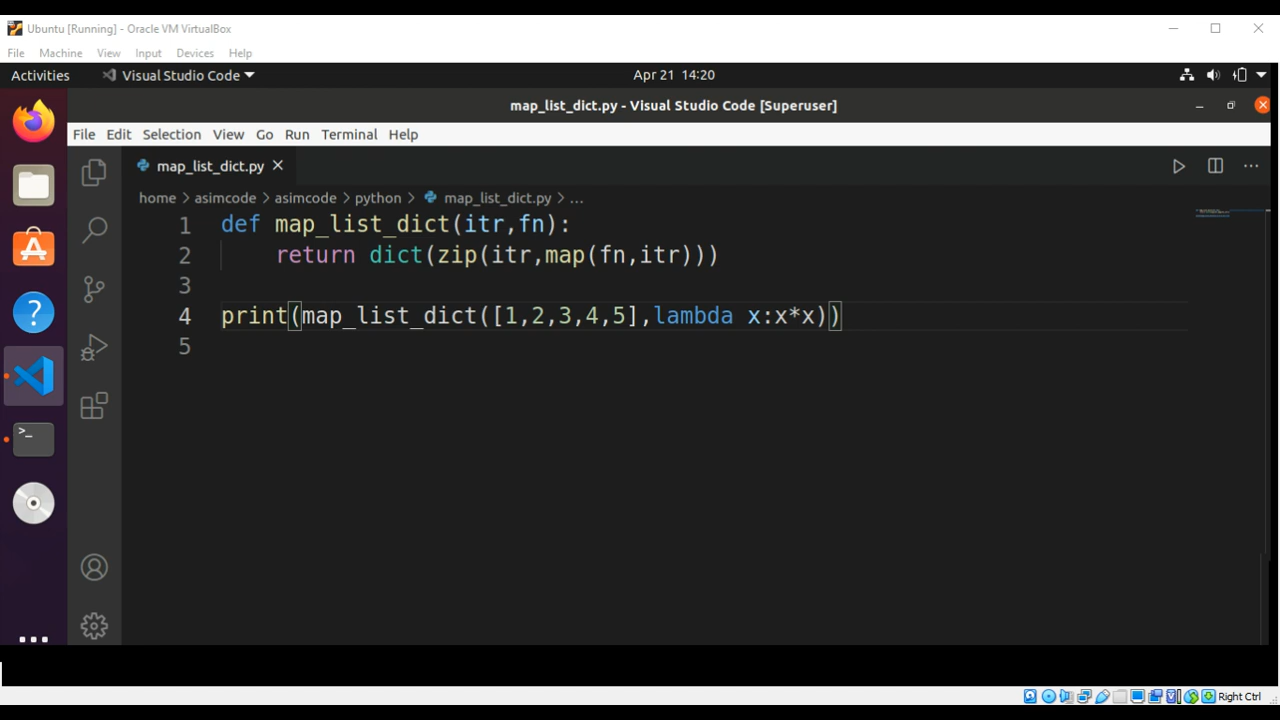 Ubuntu [Running] - Oracle VM VirtualBox
File Machine View Input Devices Help
Activities Visual Studio Code Apr 21 14:20
map_list_dict.py - Visual Studio Code [Superuser]
File Edit Selection View Go Run Terminal Help
map_list_dict.py
home > asimcode > asimcode > python > map_list_dict.py > ...
1 def map_list_dict(itr,fn):
2 return dict(zip(itr,map(fn,itr)))
3
4 print(map_list_dict([1,2,3,4,5],lambda x:x*x))
5
Right Ctrl